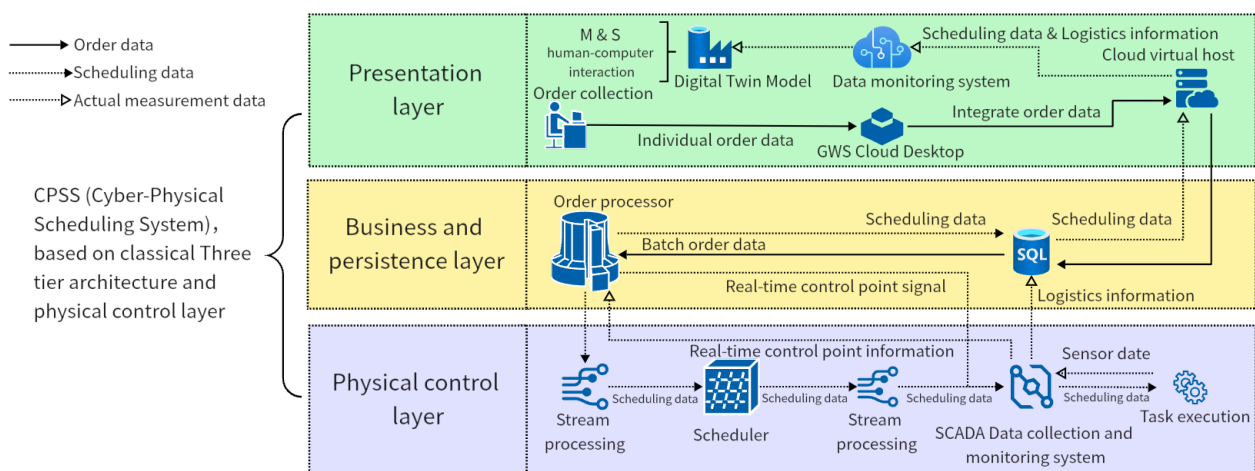 Order data
Scheduling data
Actual measurement data
CPSS (Cyber-Physical
Scheduling System),
based on classical Three
tier architecture and
physical control layer
Presentation
layer
M & S
human-computer
interaction
Order collection
Digital Twin Model
Data monitoring system
Scheduling data & Logistics information
Cloud virtual host
Individual order data
GWS Cloud Desktop
Integrate order data
Business and
persistence layer
Order processor
Scheduling data
Scheduling data
Batch order data
SQL
Real-time control point signal
Logistics information
Physical control
layer
Real-time control point information
Sensor date
Scheduling data
Scheduling data
Scheduling data
Scheduling data
Stream
processing
Scheduler
Stream
processing
SCADA Data collection and
monitoring system
Task execution